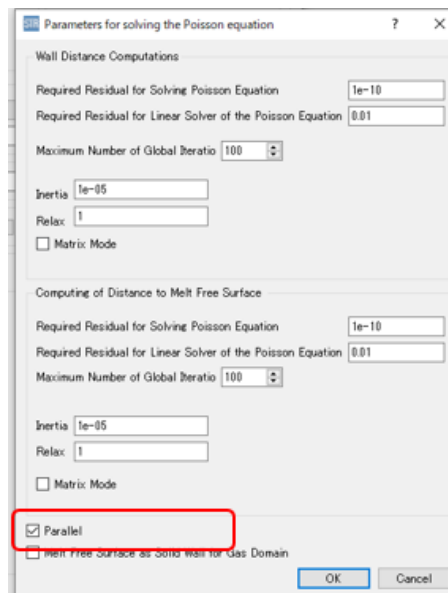 STR Parameters for solving the Poisson equation ? ×
Wall Distance Computations
Required Residual for Solving Poisson Equation 1e-10
Required Residual for Linear Solver of the Poisson Equation 0.01
Maximum Number of Global Iteratio 100
Inertia 1e-05
Relax 1
Matrix Mode
Computing of Distance to Melt Free Surface
Required Residual for Solving Poisson Equation 1e-10
Required Residual for Linear Solver of the Poisson Equation 0.01
Maximum Number of Global Iteratio 100
Inertia 1e-05
Relax 1
Matrix Mode
Parallel
Melt Free Surface as Solid Wall for Gas Domain
OK Cancel